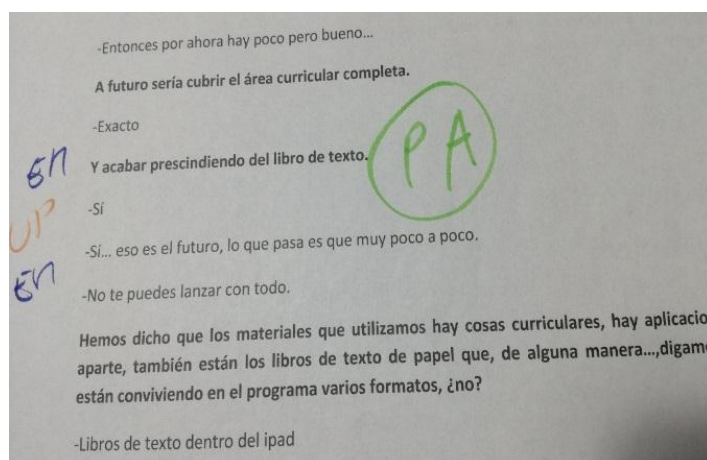 -Entonces por ahora hay poco pero bueno...
A futuro sería cubrir el área curricular completa.
-Exacto
En Y acabar prescindiendo del libro de texto. PA
UP -Sí
-Sí... eso es el futuro, lo que pasa es que muy poco a poco.
En -No te puedes lanzar con todo.
Hemos dicho que los materiales que utilizamos hay cosas curriculares, hay aplicacio
aparte, también están los libros de texto de papel que, de alguna manera...,digam
están conviviendo en el programa varios formatos, ¿no?
-Libros de texto dentro del ipad